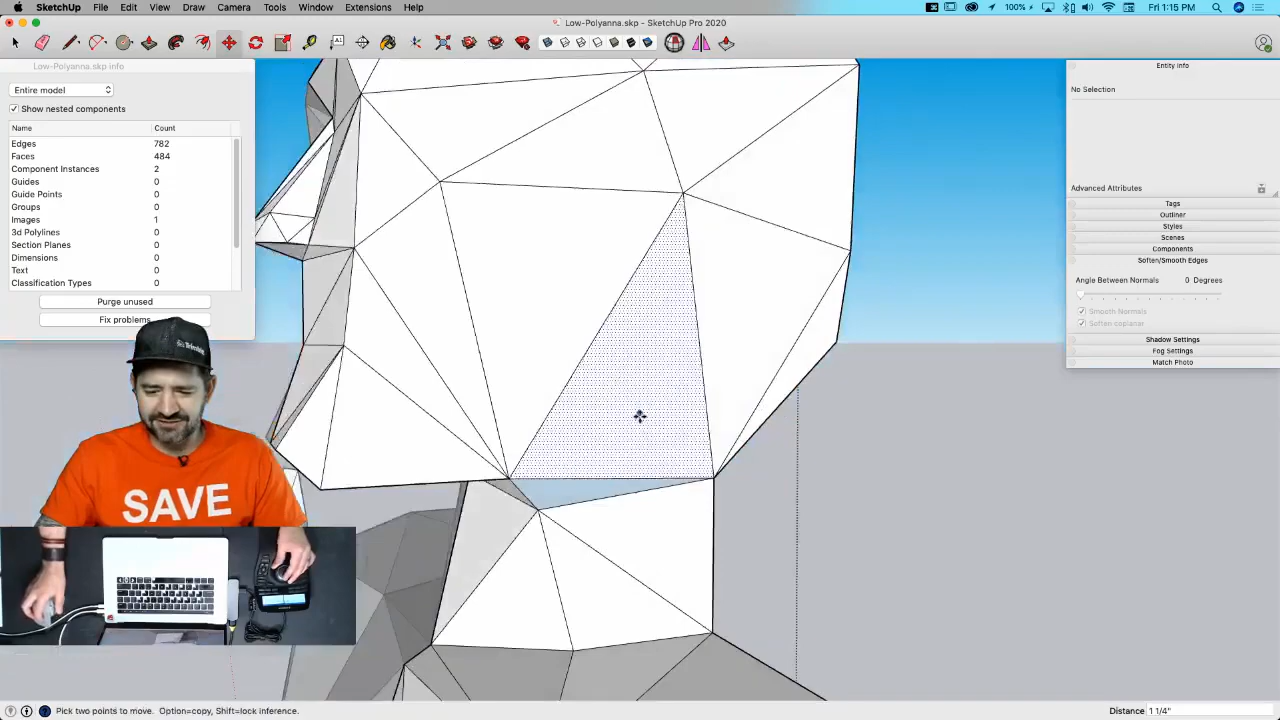 SketchUp File Edit View Draw Camera Tools Window Extensions Help 100% Fri 1:15 PM
Low-Polyanna.skp - SketchUp Pro 2020
Low-Polyanna.skp info
Entire model
Show nested components
Name Count
Edges 782
Faces 484
Component Instances 2
Guides 0
Guide Points 0
Groups 0
Images 1
3d Polylines 0
Section Planes 0
Dimensions 0
Text 0
Classification Types 0
Purge unused
Fix problems
Entity Info
No Selection
Advanced Attributes
Tags
Outliner
Styles
Scenes
Components
Soften/Smooth Edges
Angle Between Normals 0 Degrees
Smooth Normals
Soften coplanar
Shadow Settings
Fog Settings
Match Photo
SAVE
Sketch two points to move. Option=copy, Shift=lock inference. Distance 1 1/4"